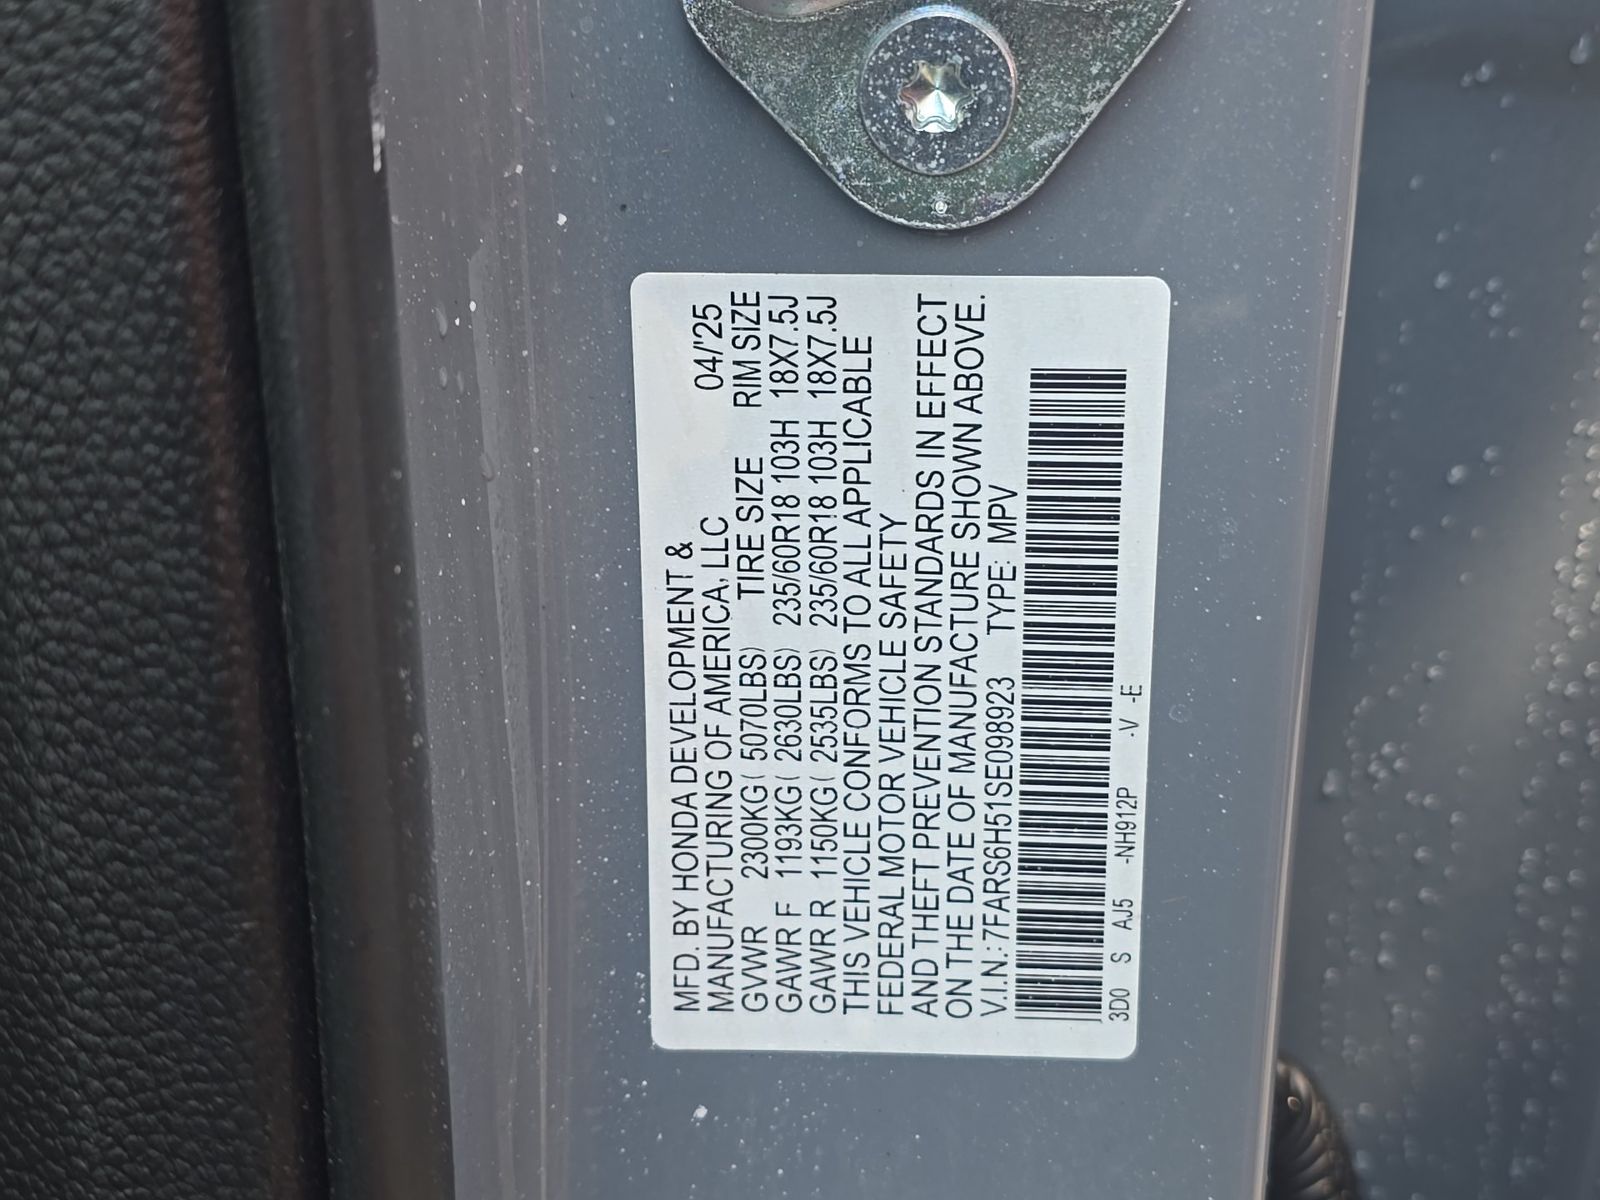 MFD. BY HONDA DEVELOPMENT &
MANUFACTURING OF AMERICA, LLC 04/'25
GVWR 2300KG( 5070LBS) TIRE SIZE RIM SIZE
GAWR F 1193KG( 2630LBS) 235/60R18 103H 18X7.5J
GAWR R 1150KG( 2535LBS) 235/60R18 103H 18X7.5J
THIS VEHICLE CONFORMS TO ALL APPLICABLE
FEDERAL MOTOR VEHICLE SAFETY
AND THEFT PREVENTION STANDARDS IN EFFECT
ON THE DATE OF MANUFACTURE SHOWN ABOVE.
V.I.N.: 7FARS6H51SE098923 TYPE: MPV
3D0 S AJ5 -NH912P -V -E